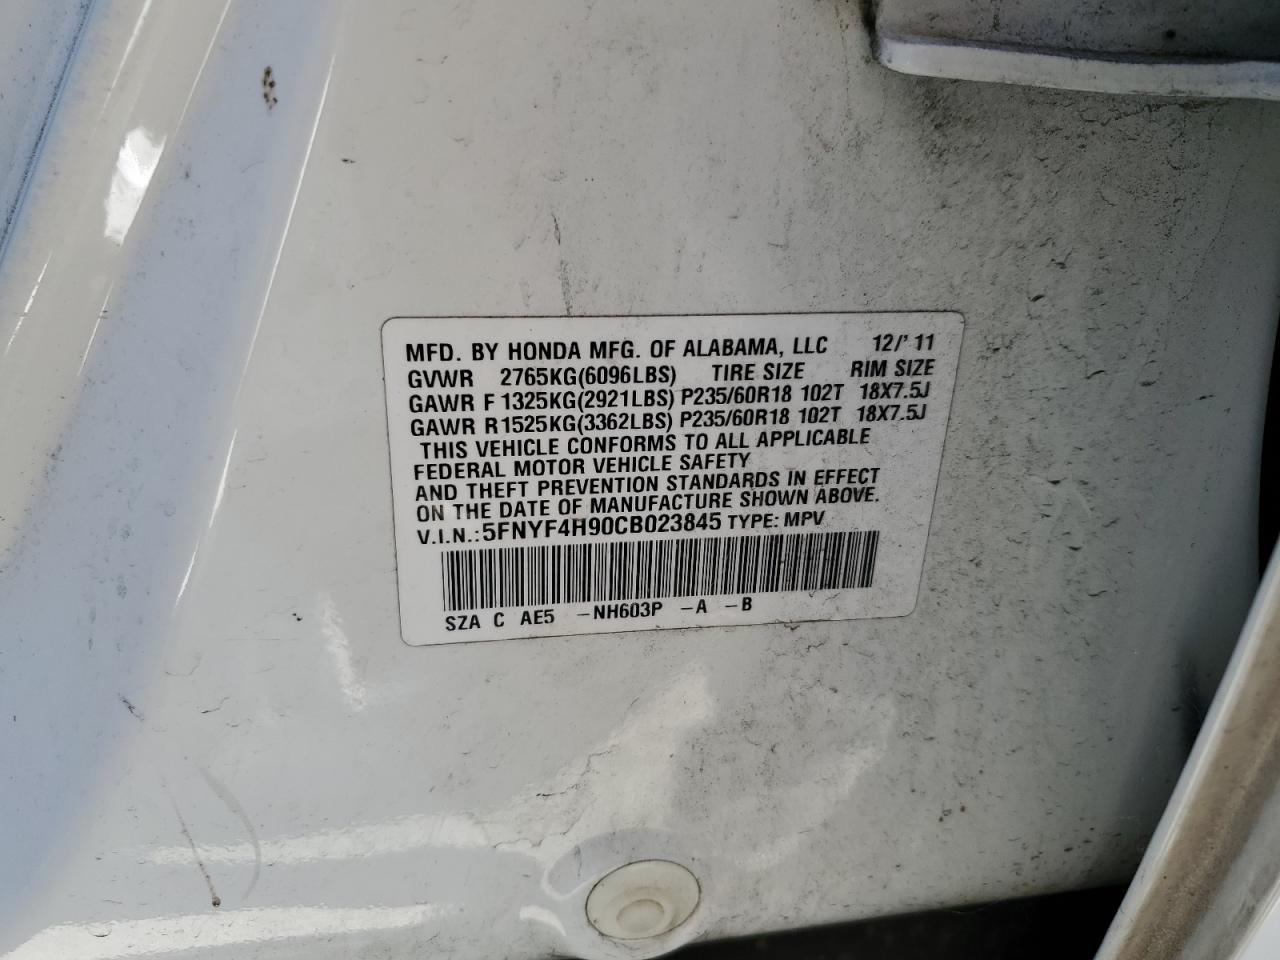 MFD. BY HONDA MFG. OF ALABAMA, LLC 12/'11
GVWR 2765KG(6096LBS) TIRE SIZE RIM SIZE
GAWR F 1325KG(2921LBS) P235/60R18 102T 18X7.5J
GAWR R1525KG(3362LBS) P235/60R18 102T 18X7.5J
THIS VEHICLE CONFORMS TO ALL APPLICABLE
FEDERAL MOTOR VEHICLE SAFETY
AND THEFT PREVENTION STANDARDS IN EFFECT
ON THE DATE OF MANUFACTURE SHOWN ABOVE.
V.I.N.: 5FNYF4H90CB023845 TYPE: MPV
SZA C AE5 -NH603P -A -B